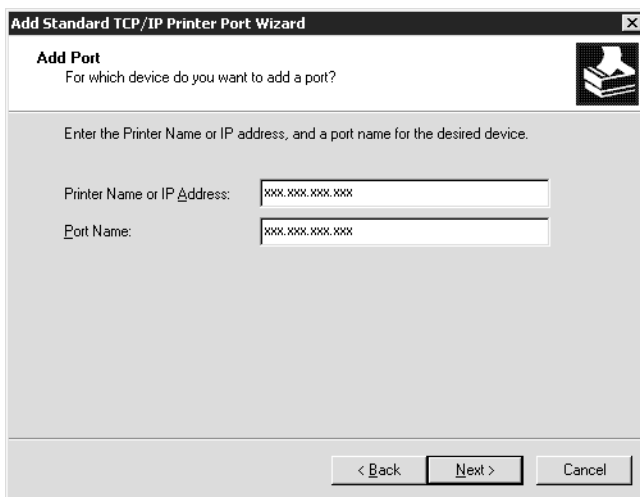 Add Standard TCP/IP Printer Port Wizard
Add Port
For which device do you want to add a port?
Enter the Printer Name or IP address, and a port name for the desired device.
Printer Name or IP Address: xxx.xxx.xxx.xxx
Port Name: xxx.xxx.xxx.xxx
< Back Next > Cancel